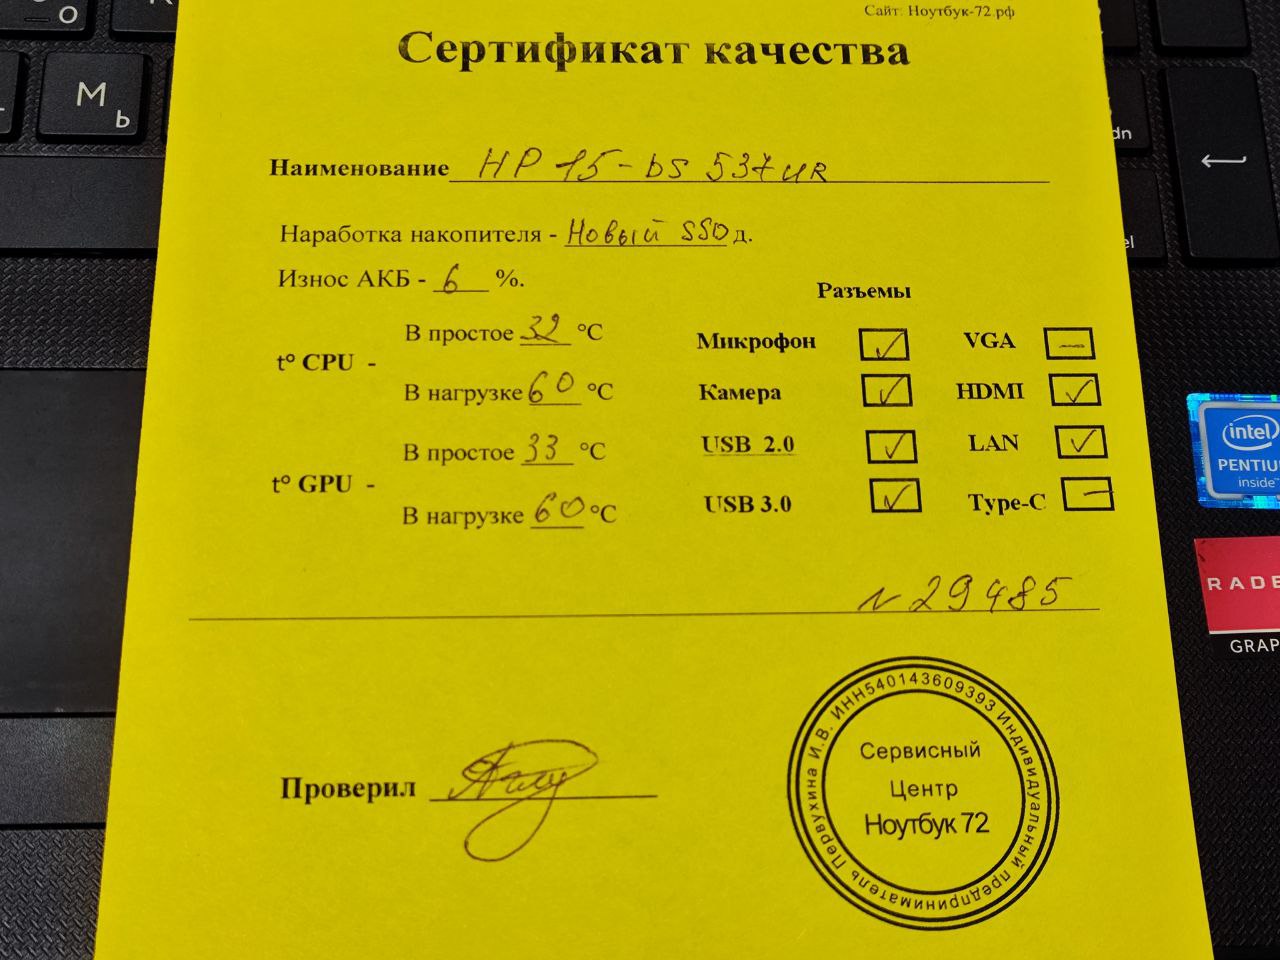 Сайт: Ноутбук-72.рф
Сертификат качества
Наименование HP 15-bs 537UR
Наработка накопителя - Новый SSD д.
Износ АКБ - 6 %.
t° CPU -
В простое 32 °C
В нагрузке 60 °C
t° GPU -
В простое 33 °C
В нагрузке 60 °C
Разъемы
Микрофон ✓ VGA —
Камера ✓ HDMI ✓
USB 2.0 ✓ LAN ✓
USB 3.0 ✓ Type-C —
N 29485
Проверил
Индивидуальный предприниматель Первухина И.В. ИНН540143609393
Сервисный
Центр
Ноутбук 72
О
М
Ь
dn
el
intel
PENTIU
inside
RADE
GRAP